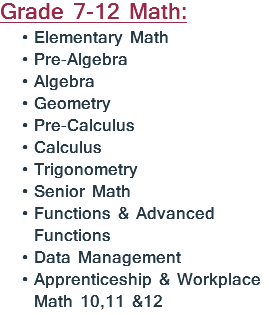 Grade 7-12 Math:
• Elementary Math
• Pre-Algebra
• Algebra
• Geometry
• Pre-Calculus
• Calculus
• Trigonometry
• Senior Math
• Functions & Advanced
Functions
• Data Management
• Apprenticeship & Workplace
Math 10,11 &12